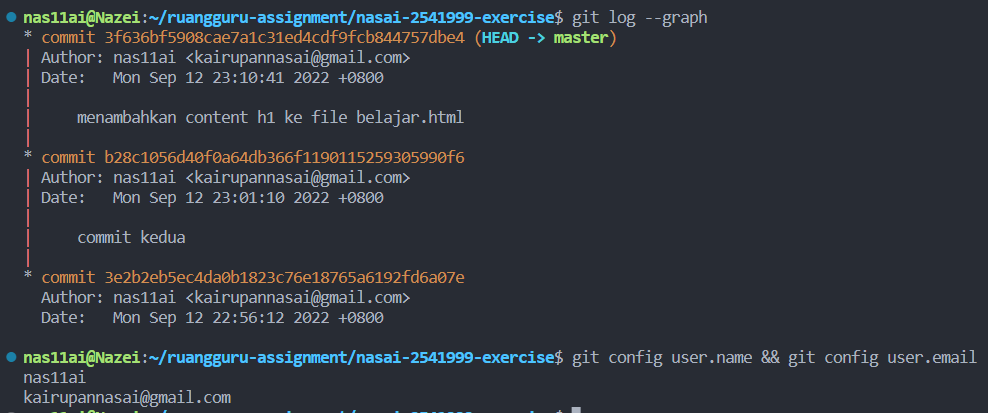 nas11ai@Nazei:~/ruangguru-assignment/nasai-2541999-exercise$ git log --graph
* commit 3f636bf5908cae7a1c31ed4cdf9fcb844757dbe4 (HEAD -> master)
| Author: nas11ai <kairupannasai@gmail.com>
| Date:   Mon Sep 12 23:10:41 2022 +0800
|
|     menambahkan content h1 ke file belajar.html
|
* commit b28c1056d40f0a64db366f1190115259305990f6
| Author: nas11ai <kairupannasai@gmail.com>
| Date:   Mon Sep 12 23:01:10 2022 +0800
|
|     commit kedua
|
* commit 3e2b2eb5ec4da0b1823c76e18765a6192fd6a07e
  Author: nas11ai <kairupannasai@gmail.com>
  Date:   Mon Sep 12 22:56:12 2022 +0800
nas11ai@Nazei:~/ruangguru-assignment/nasai-2541999-exercise$ git config user.name && git config user.email
nas11ai
kairupannasai@gmail.com